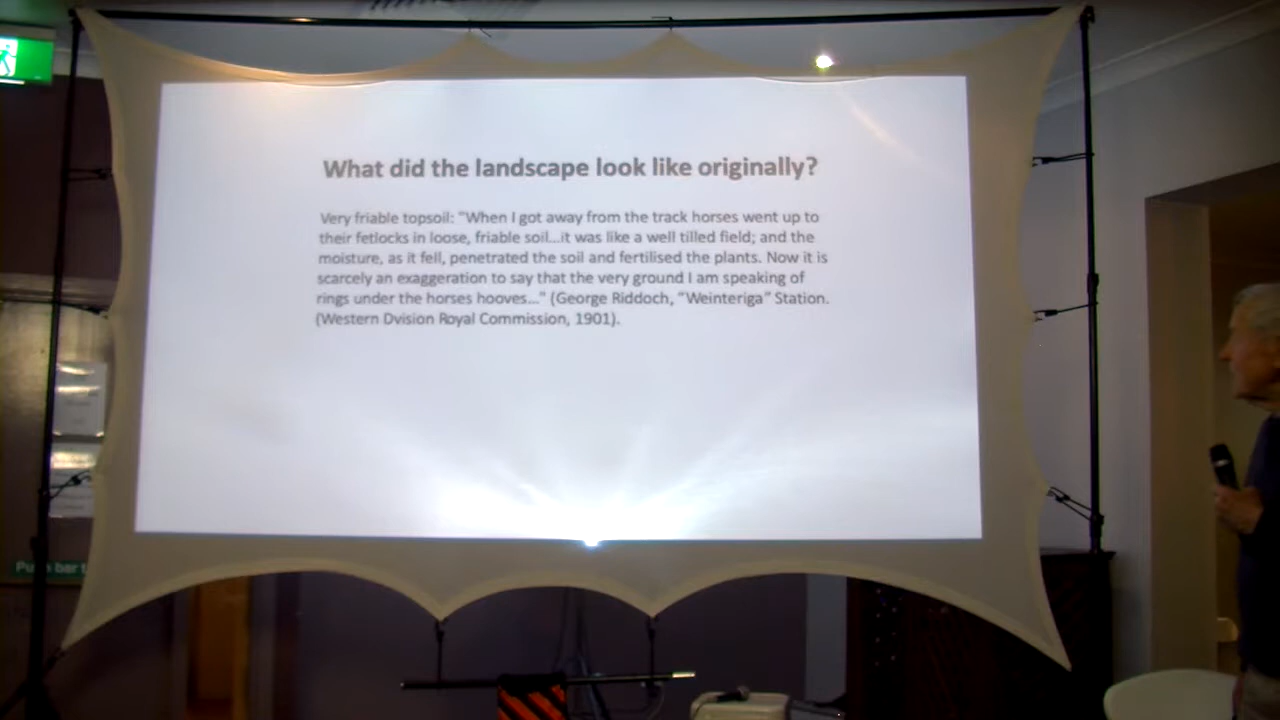 What did the landscape look like originally?
Very friable topsoil: "When I got away from the track horses went up to
their fetlocks in loose, friable soil...it was like a well tilled field; and the
moisture, as it fell, penetrated the soil and fertilised the plants. Now it is
scarcely an exaggeration to say that the very ground I am speaking of
rings under the horses hooves..." (George Riddoch, "Weinteriga" Station.
(Western Dvision Royal Commission, 1901).
Push bar t